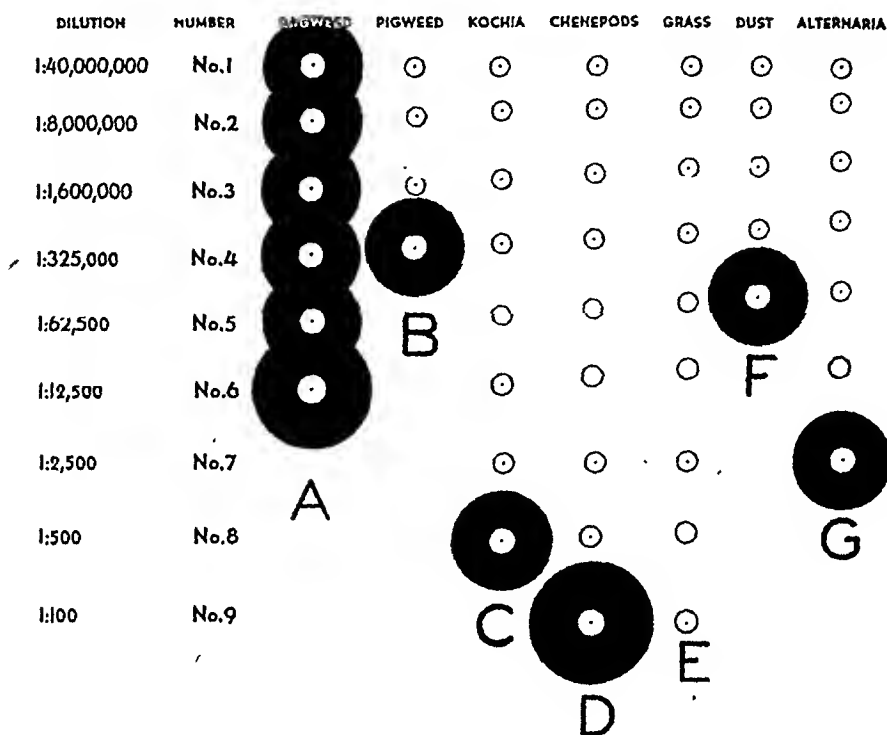 DILUTION NUMBER RAGWEED PIGWEED KOCHIA CHENEPODS GRASS DUST ALTERNARIA
1:40,000,000 No.1
1:8,000,000 No.2
1:1,600,000 No.3
1:325,000 No.4
1:62,500 No.5
B F
1:12,500 No.6
1:2,500 No.7
A
1:500 No.8
G
1:100 No.9
C E
D